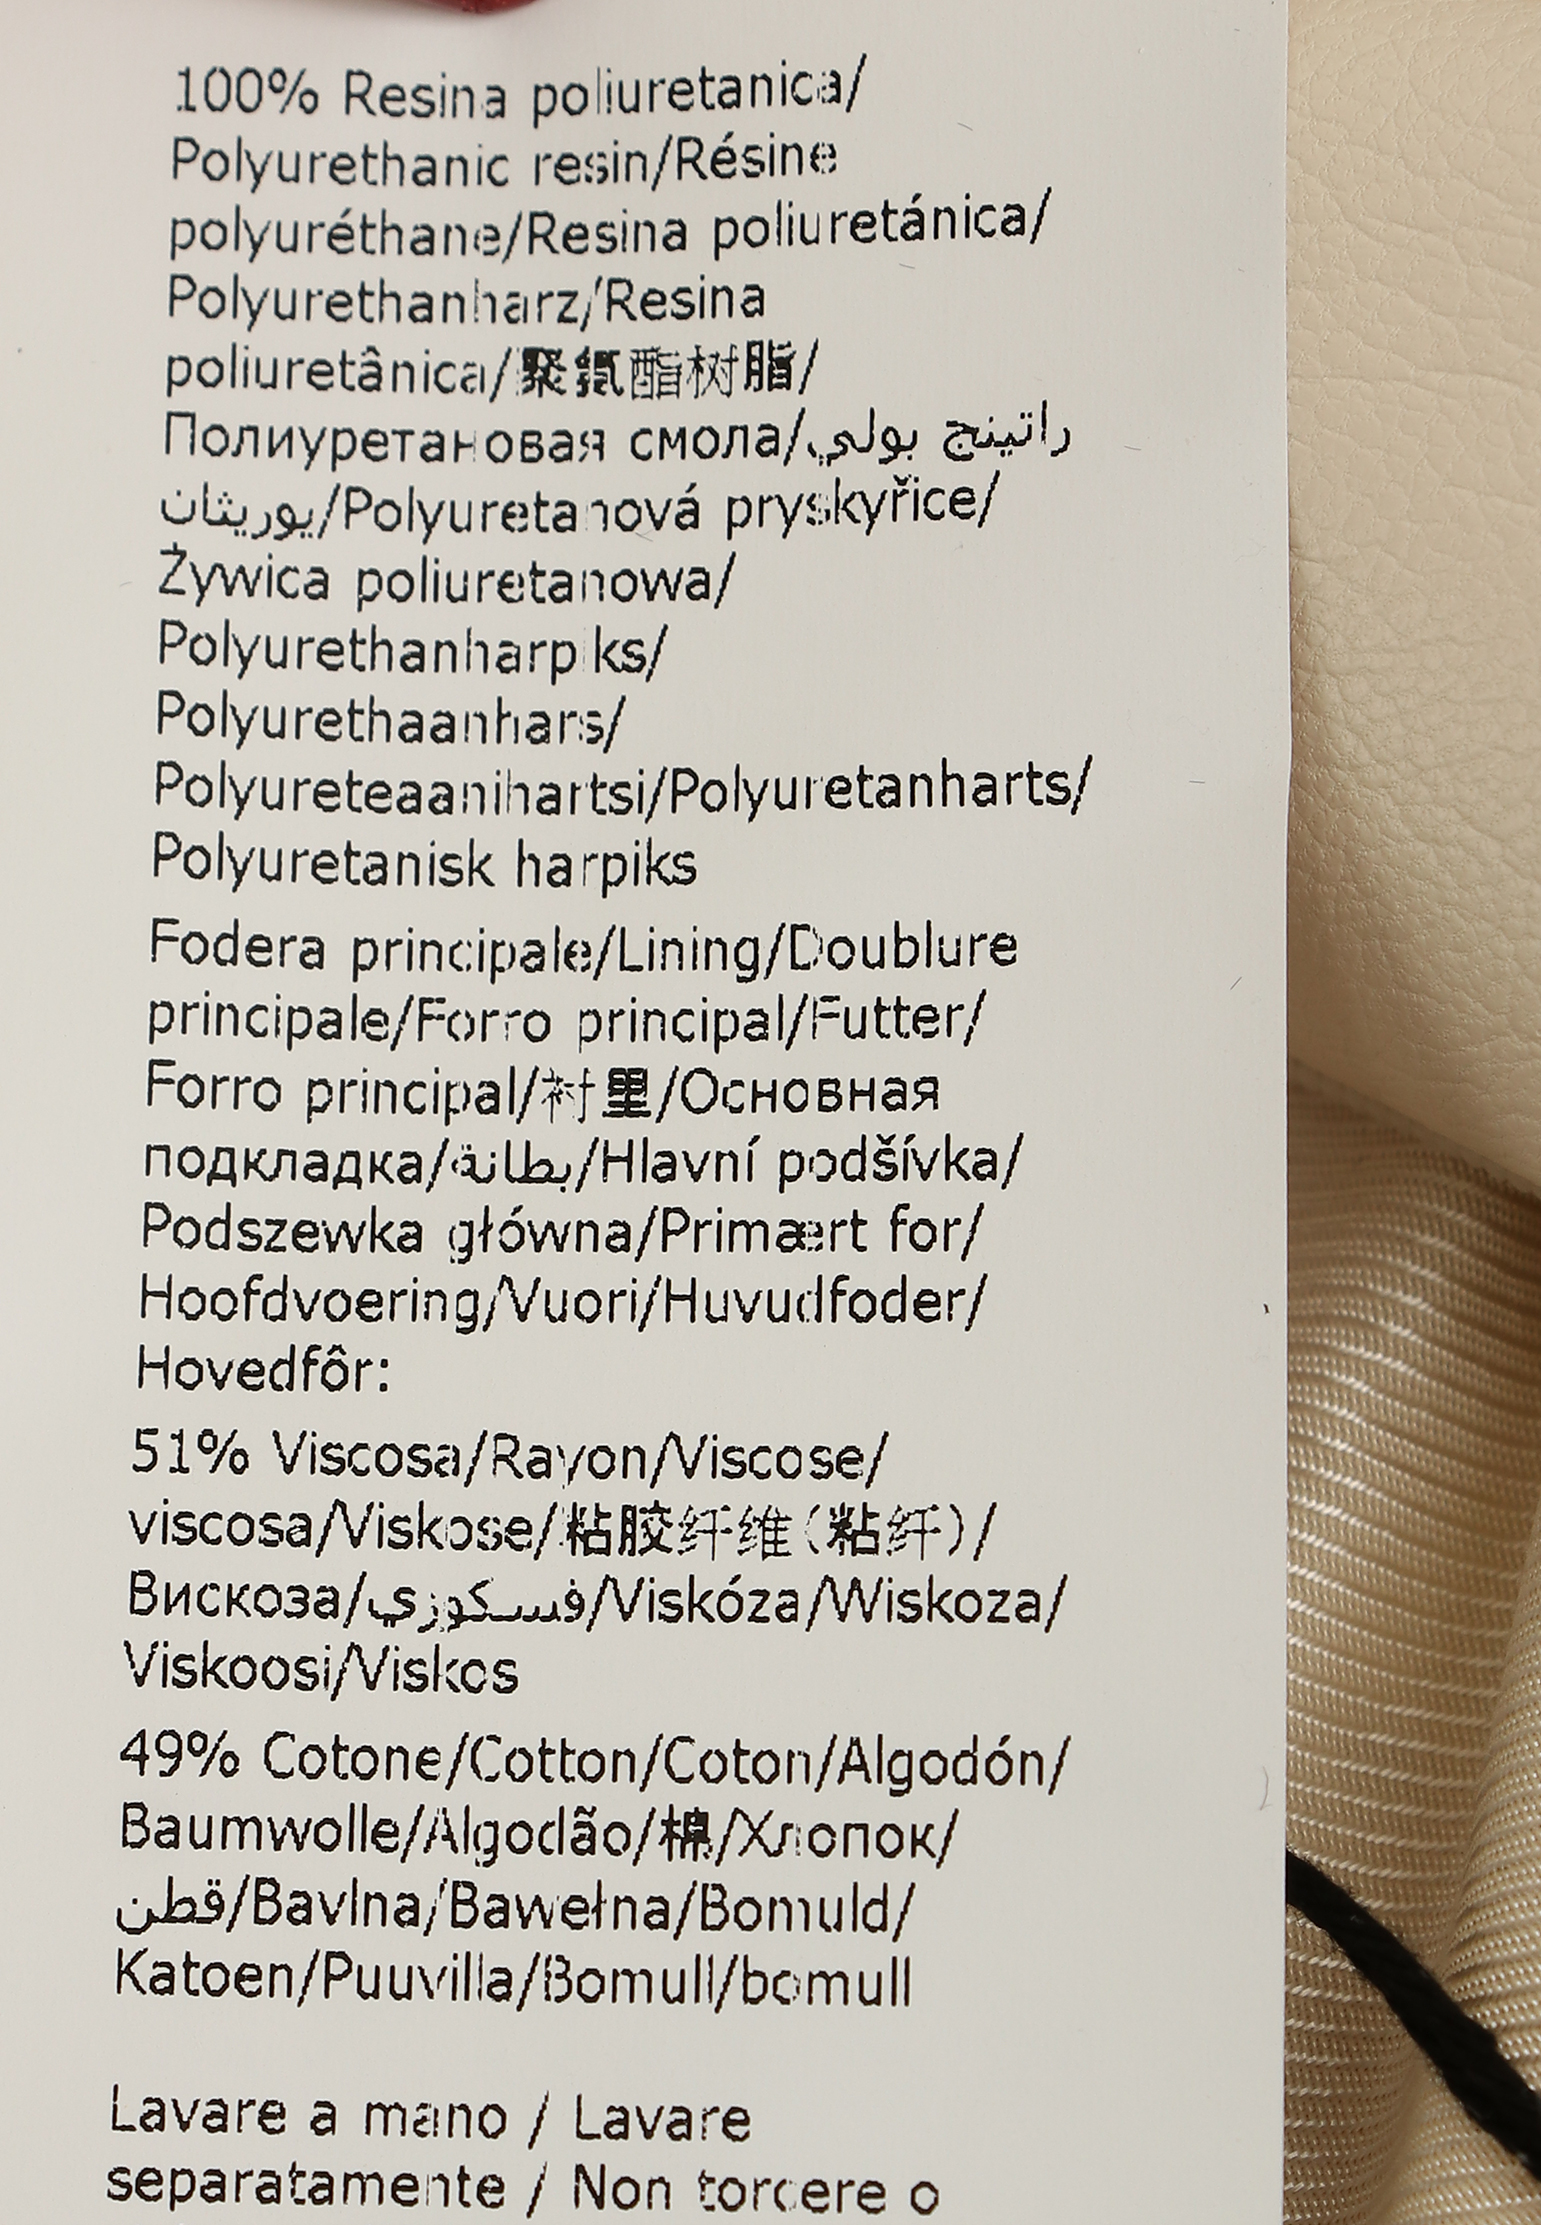 100% Resina poliuretanica/
Polyurethanic resin/Résine
polyuréthane/Resina poliuretánica/
Polyurethanharz/Resina
poliuretânica/聚氨酯树脂/
Полиуретановая смола/راتينج بولي
يوريثان/Polyuretanová pryskyřice/
Żywica poliuretanowa/
Polyurethanharpiks/
Polyurethaanhars/
Polyureteaanihartsi/Polyuretanharts/
Polyuretanisk harpiks
Fodera principale/Lining/Doublure
principale/Forro principal/Futter/
Forro principal/衬里/Основная
подкладка/بطانة/Hlavní podšívka/
Podszewka główna/Primært for/
Hoofdvoering/Vuori/Huvudfoder/
Hovedfôr:
51% Viscosa/Rayon/Viscose/
viscosa/Viskose/粘胶纤维(粘纤)/
Вискоза/فسكوزي/Viskóza/Wiskoza/
Viskoosi/Viskos
49% Cotone/Cotton/Coton/Algodón/
Baumwolle/Algodão/棉/Хлопок/
قطن/Bavlna/Bawełna/Bomuld/
Katoen/Puuvilla/Bomull/bomull
Lavare a mano / Lavare
separatamente / Non torcere o